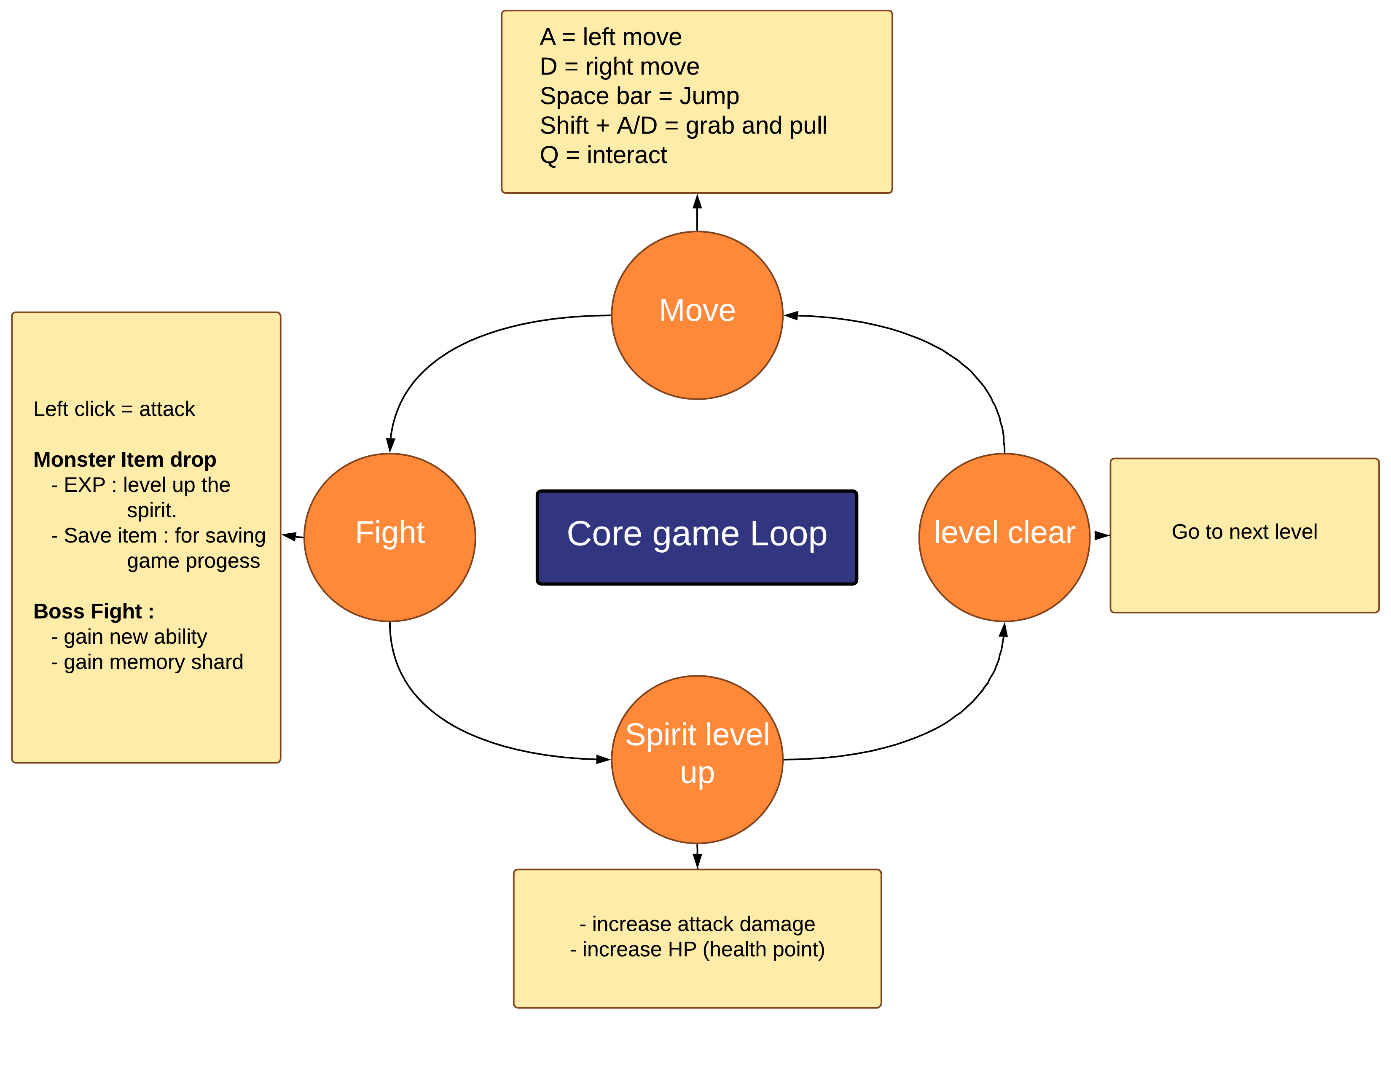 A = left move
D = right move
Space bar = Jump
Shift + A/D = grab and pull
Q = interact
Move
Left click = attack
Monster Item drop
- EXP : level up the
spirit.
- Save item : for saving
game progess
Boss Fight :
- gain new ability
- gain memory shard
Fight
Core game Loop
level clear
Go to next level
Spirit level
up
- increase attack damage
- increase HP (health point)